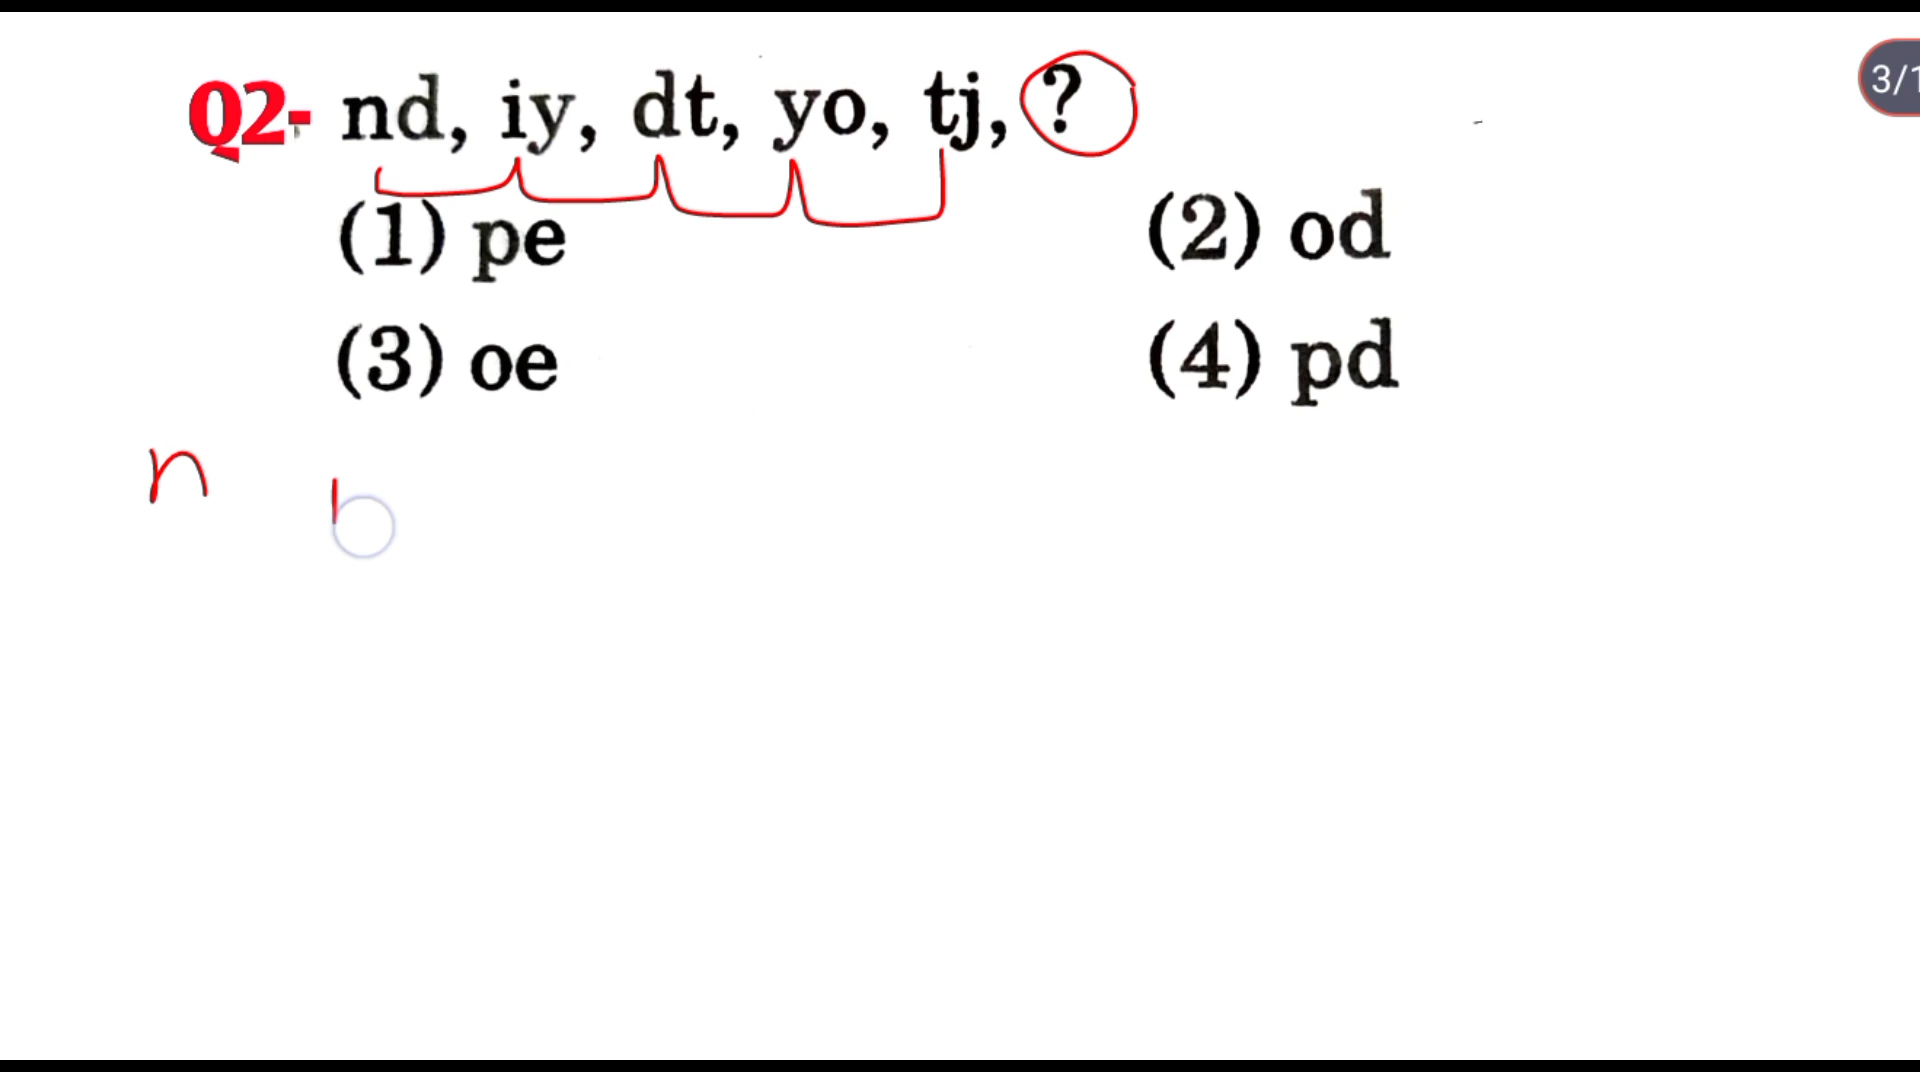 Q2- nd, iy, dt, yo, tj, ?
(1) pe (2) od
(3) oe (4) pd
n
3/1